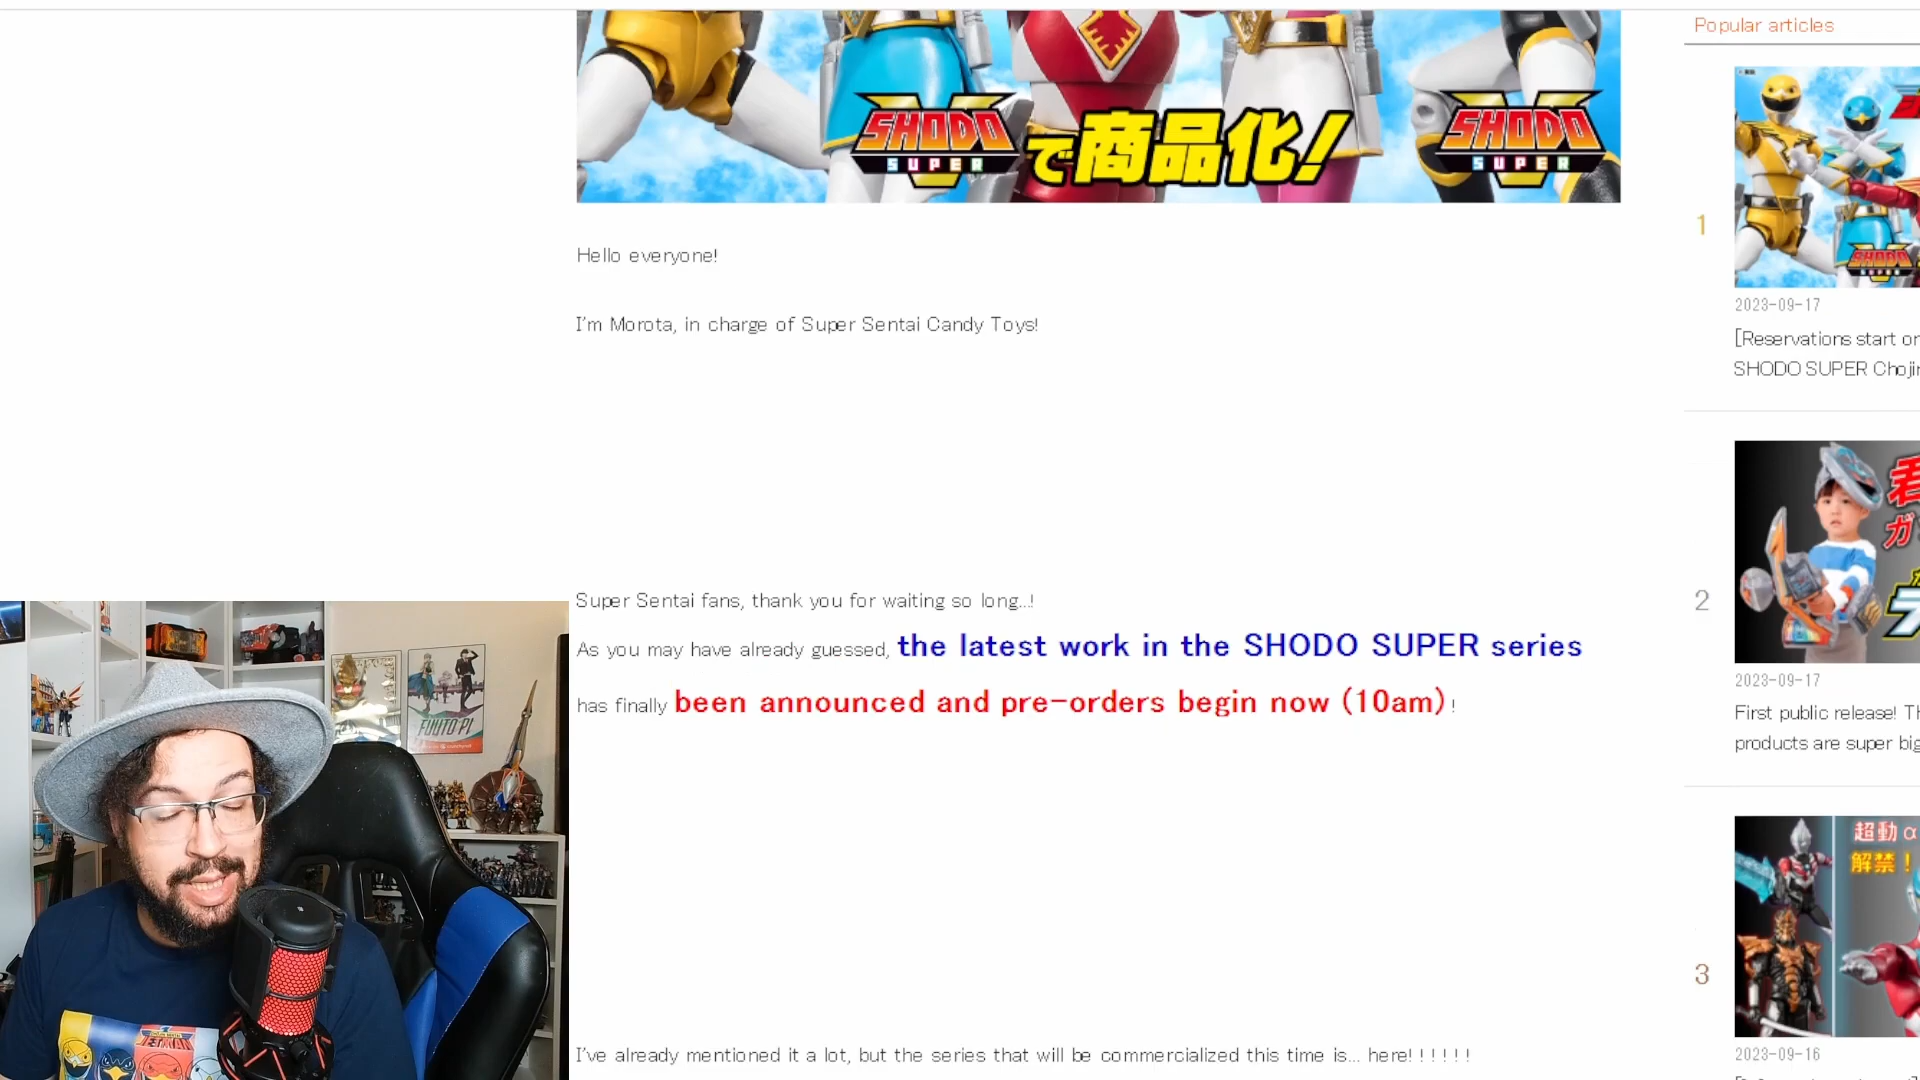 SHODO
SUPER
で商品化!
SHODO
SUPER
Hello everyone!
I'm Morota, in charge of Super Sentai Candy Toys!
Super Sentai fans, thank you for waiting so long...!
As you may have already guessed, the latest work in the SHODO SUPER series
has finally been announced and pre-orders begin now (10am) !
I've already mentioned it a lot, but the series that will be commercialized this time is... here! ! ! ! ! !
Popular articles
1
SHODO
2023-09-17
[Reservations start
SHODO SUPER
2
君
ガ
2023-09-17
First public release!
products are super
3
超動 α
解禁!
2023-09-16
FUUTO PI